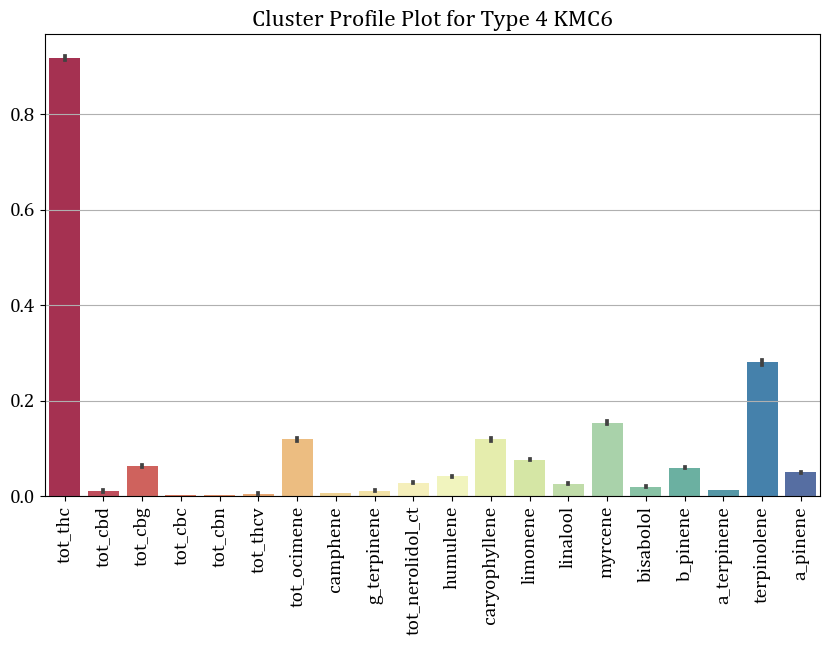 Cluster Profile Plot for Type 4 KMC6
0.8
0.6
0.4
0.2
0.0
tot_thc
tot_cbd
tot_cbg
tot_cbc
tot_cbn
tot_thcv
tot_ocimene
camphene
g_terpinene
tot_nerolidol_ct
humulene
caryophyllene
limonene
linalool
myrcene
bisabolol
b_pinene
a_terpinene
terpinolene
a_pinene